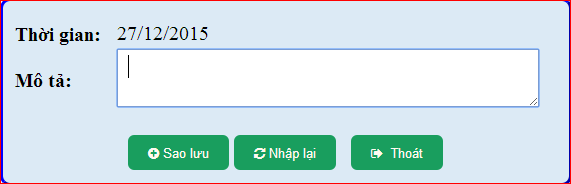 Thời gian: 27/12/2015
Mô tả:
Sao lưu Nhập lại Thoát